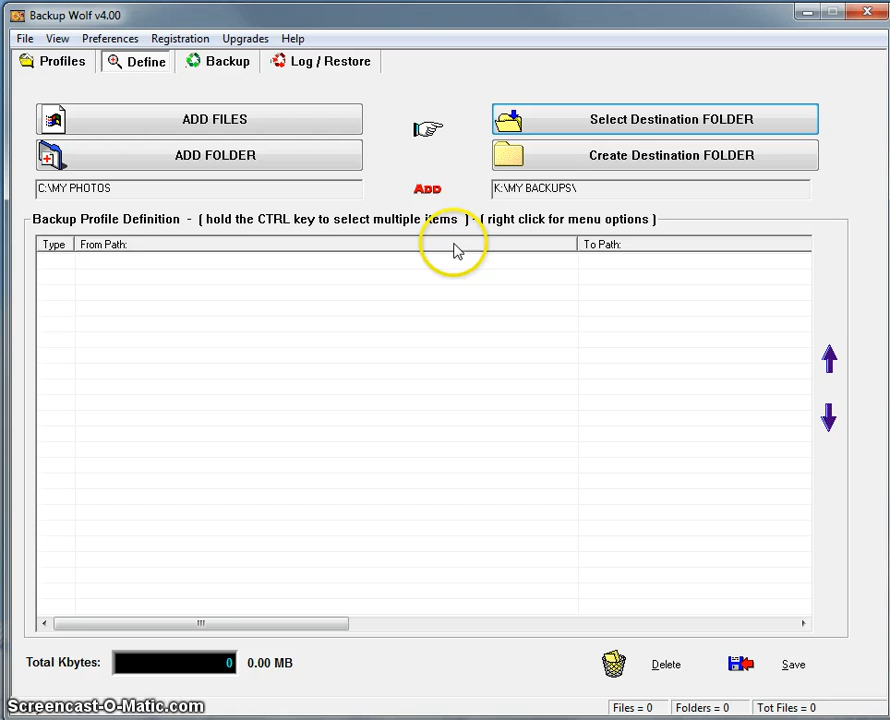 Backup Wolf v4.00
File View Preferences Registration Upgrades Help
Profiles Define Backup Log / Restore
ADD FILES Select Destination FOLDER
ADD FOLDER Create Destination FOLDER
C:\MY PHOTOS ADD K:\MY BACKUPS\
Backup Profile Definition - ( hold the CTRL key to select multiple items ) - ( right click for menu options )
Type From Path: To Path:
Total Kbytes: 0 0.00 MB Delete Save
Screencast-O-Matic.com Files = 0 Folders = 0 Tot Files = 0